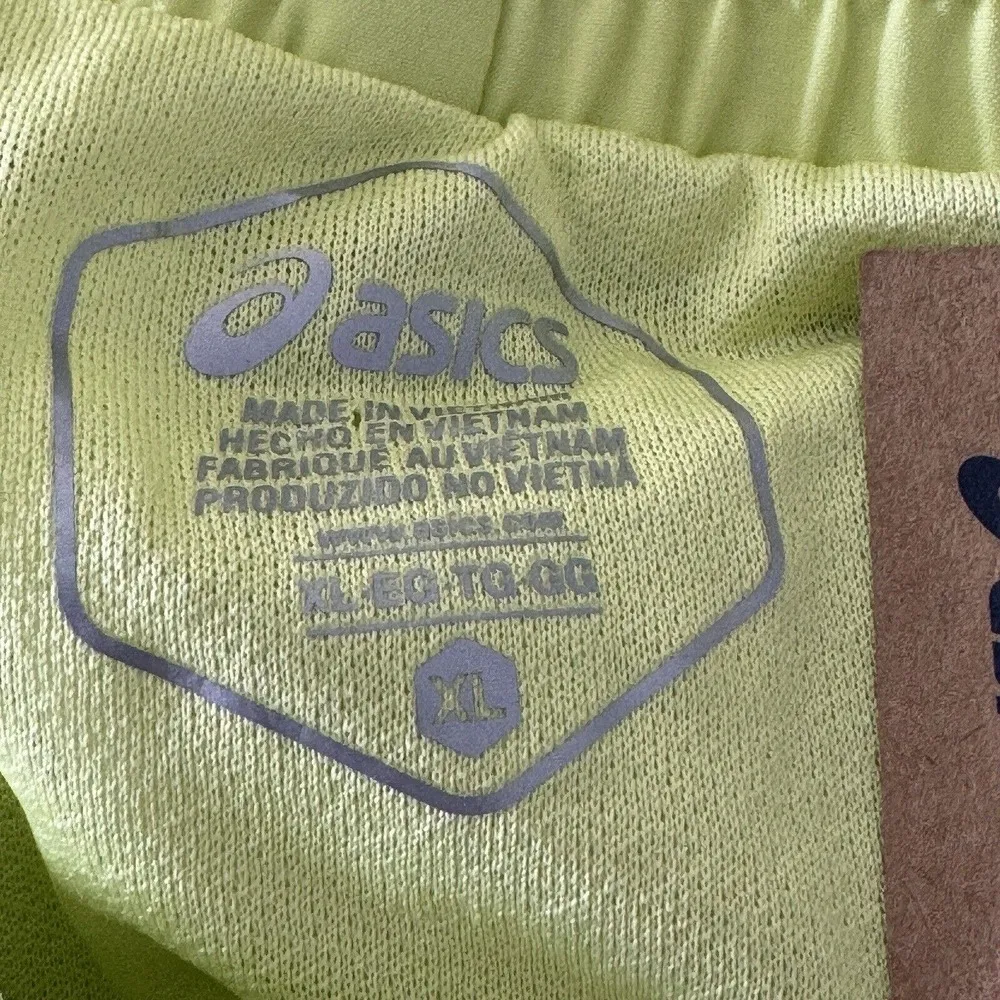 asics
MADE IN VIETNAM
HECHO EN VIETNAM
FABRIQUE AU VIETNAM
PRODUZIDO NO VIETNÃ
www.asics.com
XL·EG·TG·GG
XL